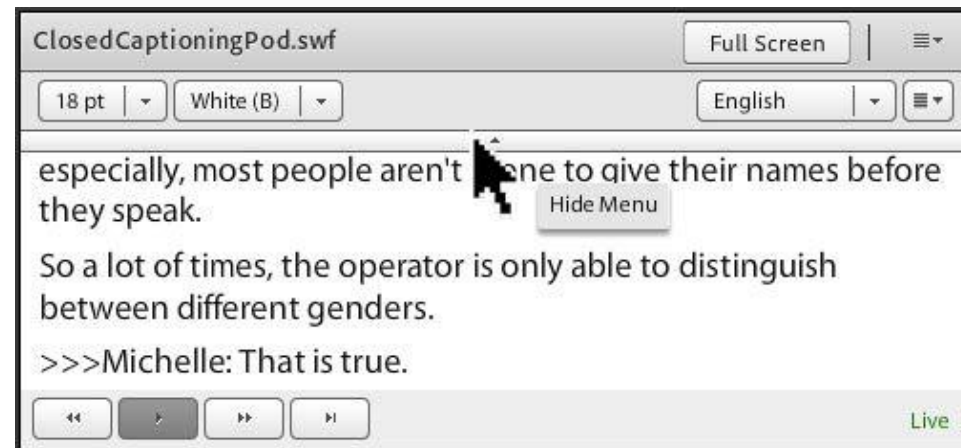 ClosedCaptioningPod.swf Full Screen
18 pt White (B) English
especially, most people aren't to give their names before
Hide Menu
they speak.
So a lot of times, the operator is only able to distinguish
between different genders.
>>>Michelle: That is true.
Live